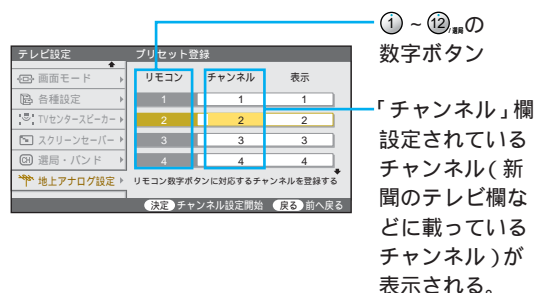 テレビ設定
プリセット登録
画面モード
各種設定
TVセンタースピーカー
スクリーンセーバー
選局・バンド
地上アナログ設定
リモコン チャンネル 表示
1 1 1
2 2 2
3 3 3
4 4 4
リモコン数字ボタンに対応するチャンネルを登録する
決定 チャンネル設定開始 戻る 前へ戻る
① ~ ⑫選局の
数字ボタン
「チャンネル」欄
設定されている
チャンネル(新
聞のテレビ欄な
どに載っている
チャンネル)が
表示される。